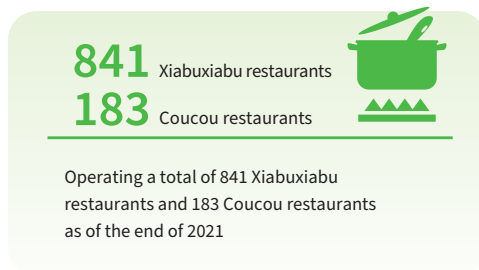 841 Xiabuxiabu restaurants
183 Coucou restaurants
Operating a total of 841 Xiabuxiabu
restaurants and 183 Coucou restaurants
as of the end of 2021